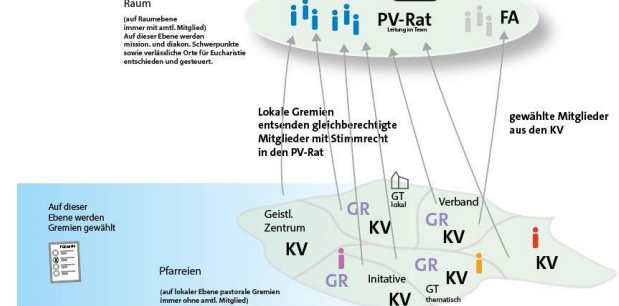 Raum
(auf Raumebene
immer mit amtl. Mitglied)
Auf dieser Ebene werden
mission. und diakon. Schwerpunkte
sowie verlässliche Orte für Eucharistie
entschieden und gesteuert.
PV-Rat
Leitung im Team
FA
Lokale Gremien
entsenden gleichberechtigte
Mitglieder mit Stimmrecht
in den PV-Rat
gewählte Mitglieder
aus den KV
Auf dieser
Ebene werden
Gremien gewählt
Geistl.
Zentrum
KV
GR
KV
GT
lokal
Verband
GR
KV
KV
GR
Initative
KV
GR
KV
GT
thematisch
Pfarreien
(auf lokaler Ebene pastorale Gremien
immer ohne amtl. Mitglied)